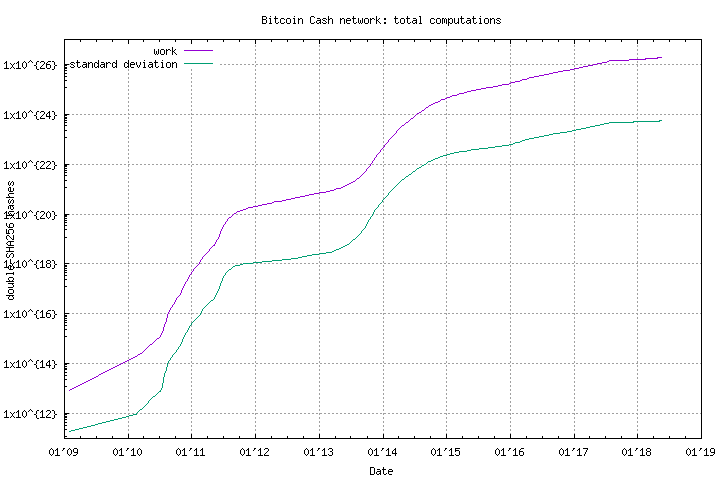 Bitcoin Cash network: total computations
work
standard deviation
1x10^{26}
1x10^{24}
1x10^{22}
1x10^{20}
1x10^{18}
1x10^{16}
1x10^{14}
1x10^{12}
double SHA256 hashes
01'09 01'10 01'11 01'12 01'13 01'14 01'15 01'16 01'17 01'18 01'19
Date